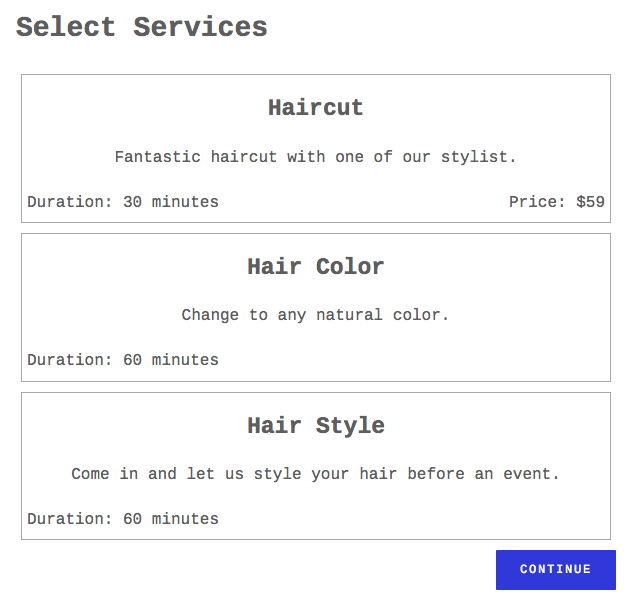 Select Services
Haircut
Fantastic haircut with one of our stylist.
Duration: 30 minutes Price: $59
Hair Color
Change to any natural color.
Duration: 60 minutes
Hair Style
Come in and let us style your hair before an event.
Duration: 60 minutes
CONTINUE